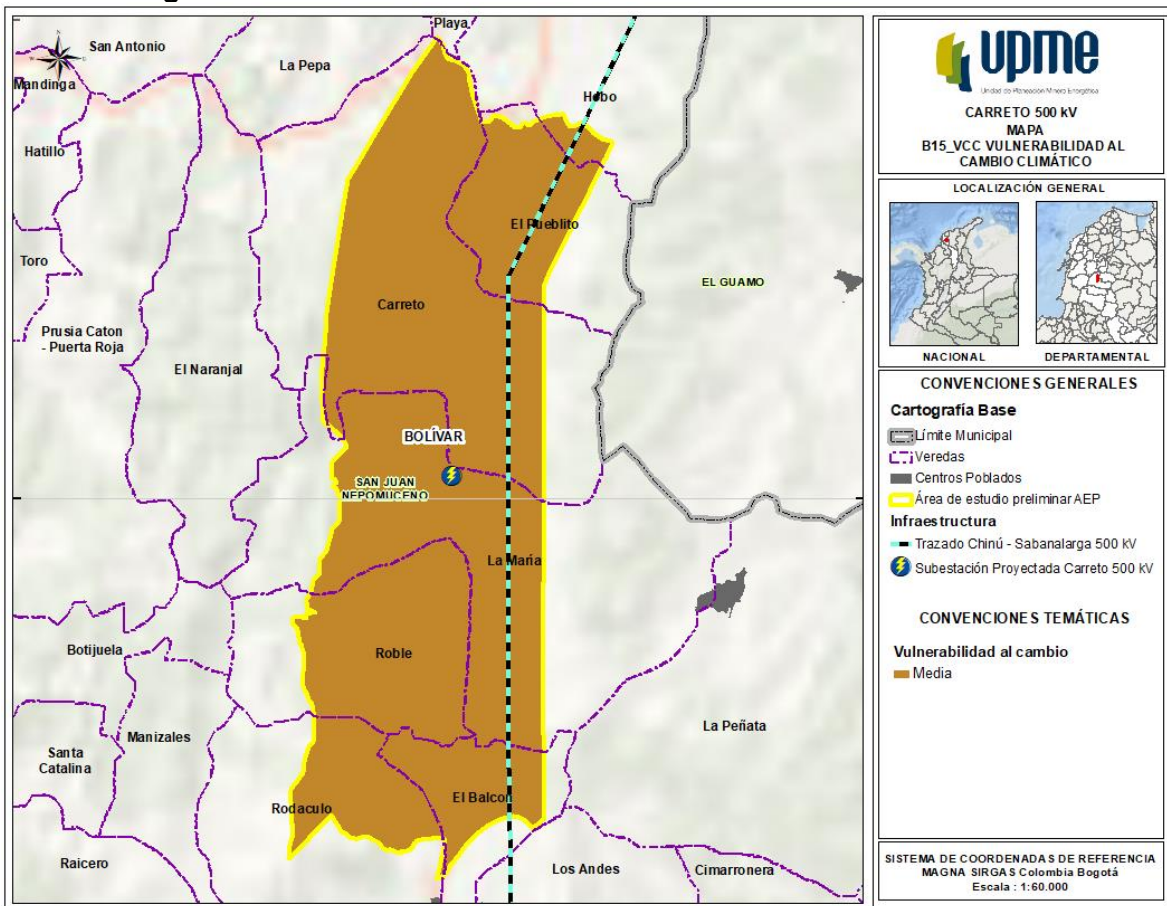 Playa
San Antonio
La Pepa
Mandinga
Hobo
Hatillo
El Pueblito
Toro
EL GUAMO
Carreto
Prusia Caton
- Puerta Roja
El Naranjal
BOLÍVAR
SAN JUAN
NEPOMUCENO
La María
Botijuela
Roble
La Peñata
Manizales
Santa
Catalina
El Balcon
Rodaculo
Raicero
Los Andes
Cimarronera
upme
Unidad de Planeación Minero Energética
CARRETO 500 kV
MAPA
B15_VCC VULNERABILIDAD AL
CAMBIO CLIMÁTICO
LOCALIZACIÓN GENERAL
NACIONAL
DEPARTAMENTAL
CONVENCIONES GENERALES
Cartografía Base
Límite Municipal
Veredas
Centros Poblados
Área de estudio preliminar AEP
Infraestructura
Trazado Chinú - Sabanalarga 500 kV
Subestación Proyectada Carreto 500 kV
CONVENCIONES TEMÁTICAS
Vulnerabilidad al cambio
Media
SISTEMA DE COORDENADAS DE REFERENCIA
MAGNA SIRGAS Colombia Bogotá
Escala : 1:60.000